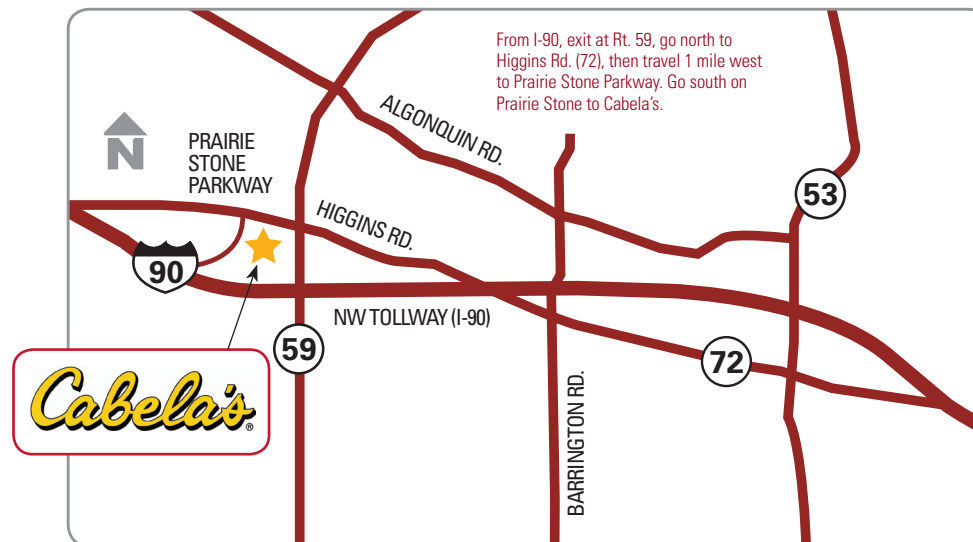 From I-90, exit at Rt. 59, go north to
Higgins Rd. (72), then travel 1 mile west
to Prairie Stone Parkway. Go south on
Prairie Stone to Cabela's.
N
PRAIRIE
STONE
PARKWAY
ALGONQUIN RD.
53
HIGGINS RD.
90
NW TOLLWAY (I-90)
59
72
Cabela's®
BARRINGTON RD.